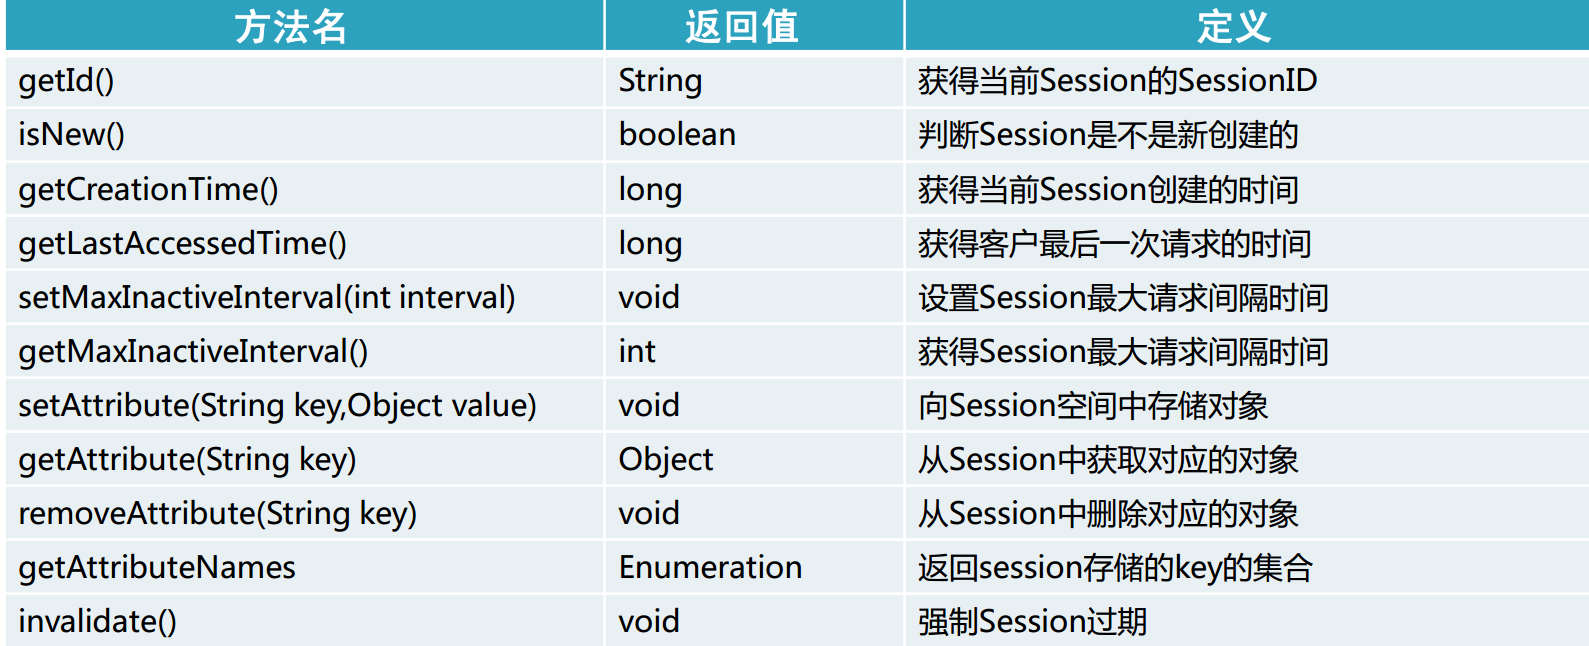 方法名 返回值 定义
getId() String 获得当前Session的SessionID
isNew() boolean 判断Session是不是新创建的
getCreationTime() long 获得当前Session创建的时间
getLastAccessedTime() long 获得客户最后一次请求的时间
setMaxInactiveInterval(int interval) void 设置Session最大请求间隔时间
getMaxInactiveInterval() int 获得Session最大请求间隔时间
setAttribute(String key,Object value) void 向Session空间中存储对象
getAttribute(String key) Object 从Session中获取对应的对象
removeAttribute(String key) void 从Session中删除对应的对象
getAttributeNames Enumeration 返回session存储的key的集合
invalidate() void 强制Session过期